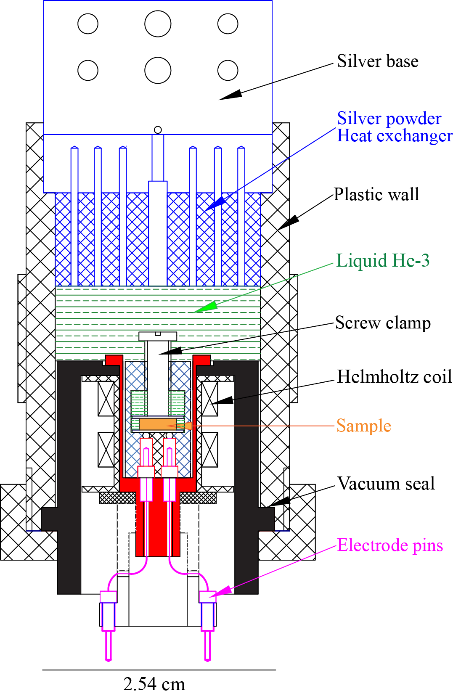 Silver base
Silver powder
Heat exchanger
Plastic wall
Liquid He-3
Screw clamp
Helmholtz coil
Sample
Vacuum seal
Electrode pins
2.54 cm